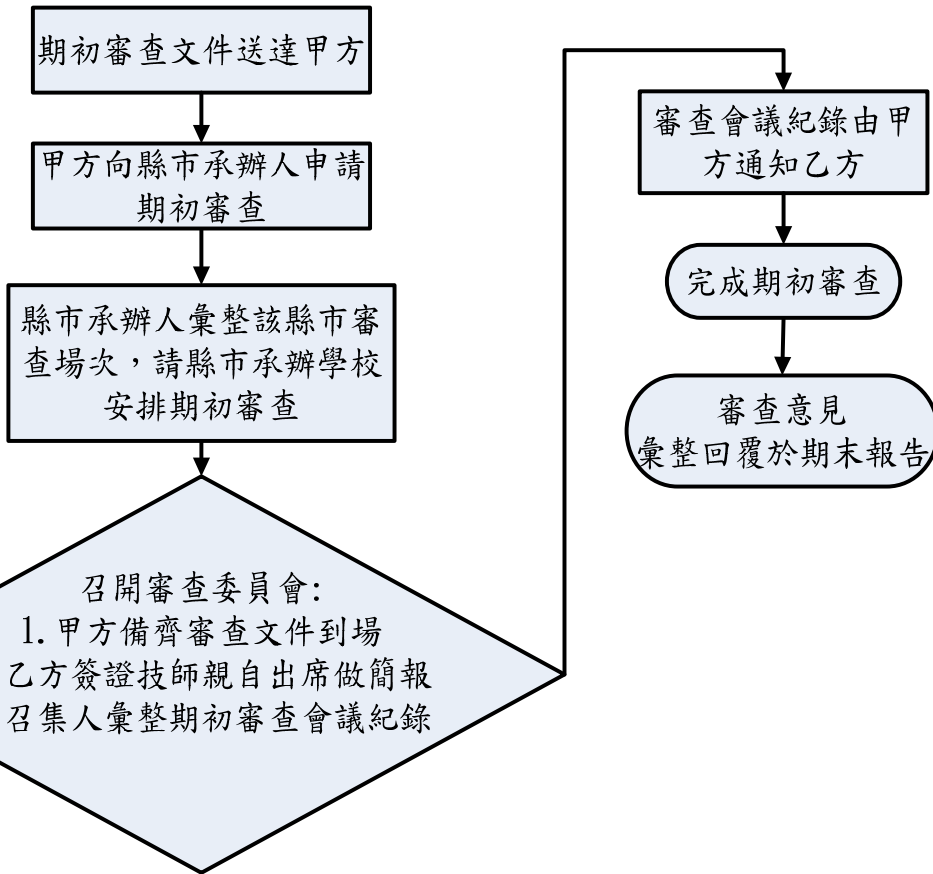 期初審查文件送達甲方
甲方向縣市承辦人申請
期初審查
縣市承辦人彙整該縣市審
查場次，請縣市承辦學校
安排期初審查
召開審查委員會:
1. 甲方備齊審查文件到場
乙方簽證技師親自出席做簡報
召集人彙整期初審查會議紀錄
審查會議紀錄由甲
方通知乙方
完成期初審查
審查意見
彙整回覆於期末報告